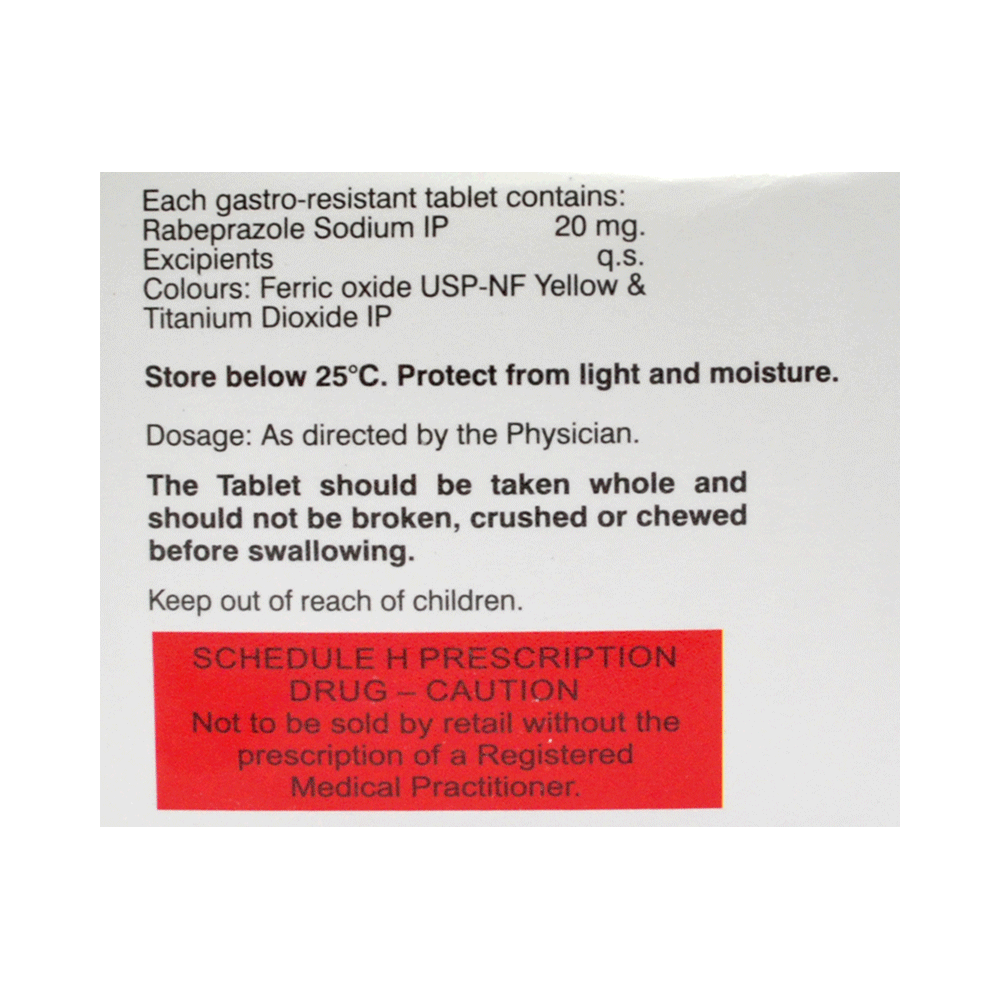 Each gastro-resistant tablet contains:
Rabeprazole Sodium IP 20 mg.
Excipients q.s.
Colours: Ferric oxide USP-NF Yellow &
Titanium Dioxide IP
Store below 25°C. Protect from light and moisture.
Dosage: As directed by the Physician.
The Tablet should be taken whole and
should not be broken, crushed or chewed
before swallowing.
Keep out of reach of children.
SCHEDULE H PRESCRIPTION
DRUG – CAUTION
Not to be sold by retail without the
prescription of a Registered
Medical Practitioner.